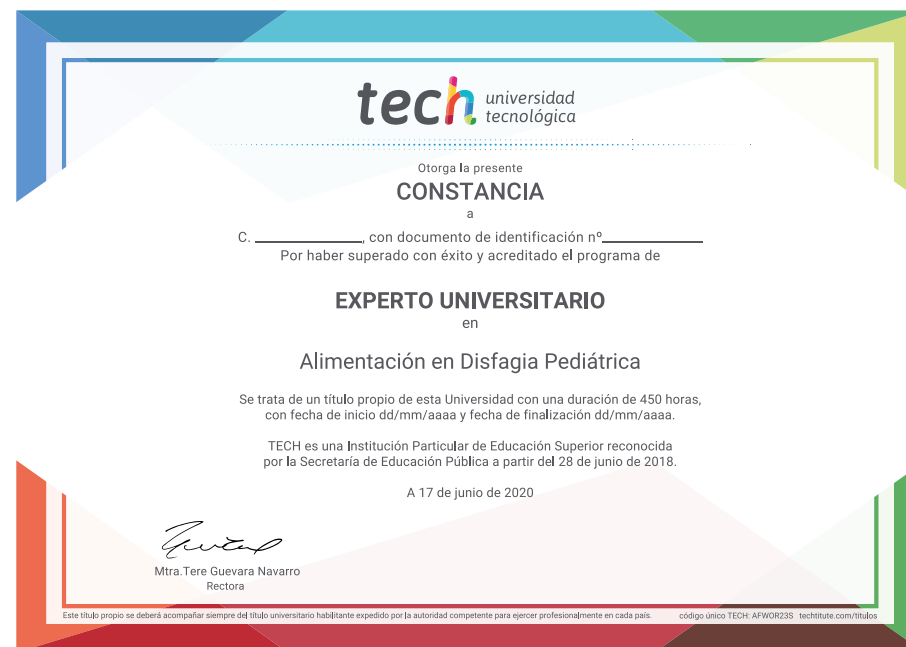 tech universidad
tecnológica
Otorga la presente
CONSTANCIA
a
C. ____________, con documento de identificación nº____________
Por haber superado con éxito y acreditado el programa de
EXPERTO UNIVERSITARIO
en
Alimentación en Disfagia Pediátrica
Se trata de un título propio de esta Universidad con una duración de 450 horas,
con fecha de inicio dd/mm/aaaa y fecha de finalización dd/mm/aaaa.
TECH es una Institución Particular de Educación Superior reconocida
por la Secretaría de Educación Pública a partir del 28 de junio de 2018.
A 17 de junio de 2020
Mtra.Tere Guevara Navarro
Rectora
Este título propio se deberá acompañar siempre del título universitario habilitante expedido por la autoridad competente para ejercer profesionalmente en cada país. código único TECH: AFWOR23S techtitute.com/titulos